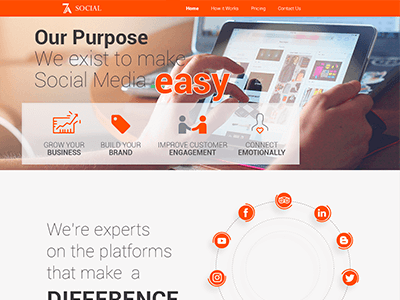 7A SOCIAL
Home How it Works Pricing Contact Us
Our Purpose
We exist to make
Social Media easy
GROW YOUR
BUSINESS
BUILD YOUR
BRAND
IMPROVE CUSTOMER
ENGAGEMENT
CONNECT
EMOTIONALLY
We're experts
on the platforms
that make a
DIFFERENCE